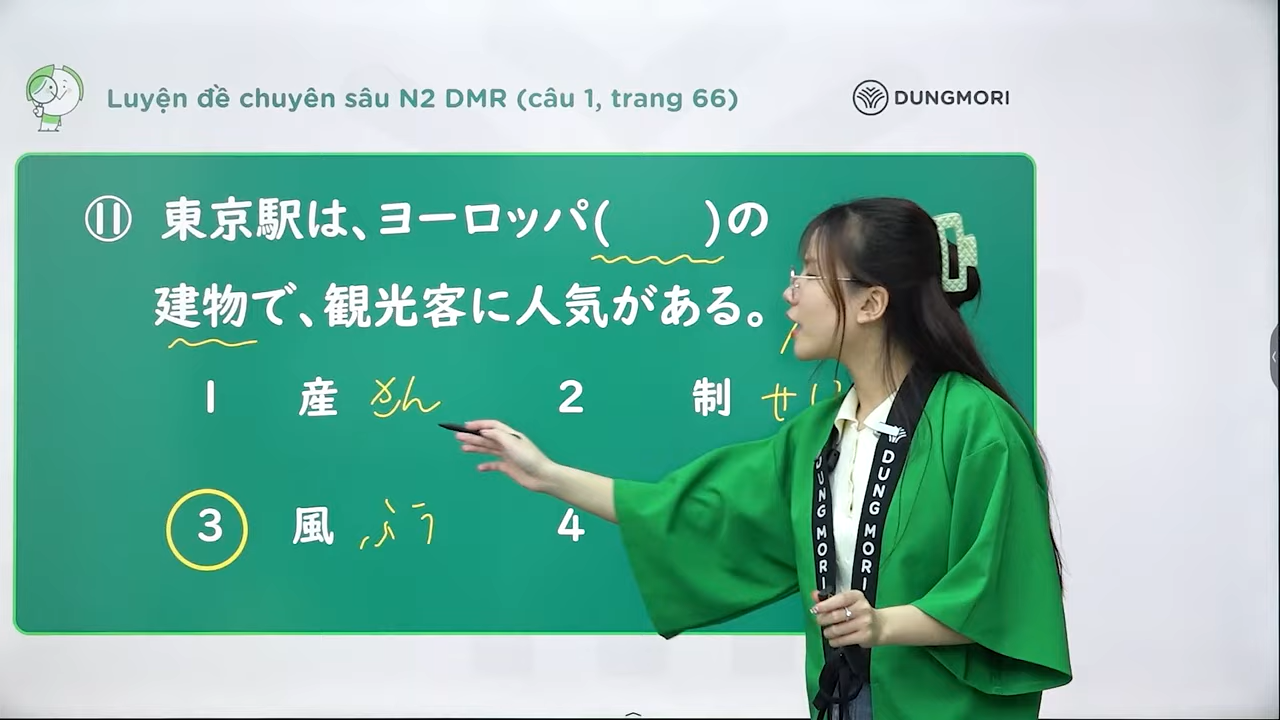 Luyện đề chuyên sâu N2 DMR (câu 1, trang 66)
DUNGMORI
⑪ 東京駅は、ヨーロッパ( )の
建物で、観光客に人気がある。
1 産 さん 2 制 せい
3 風 ふう 4
DUNG MORI
DUNG MORI